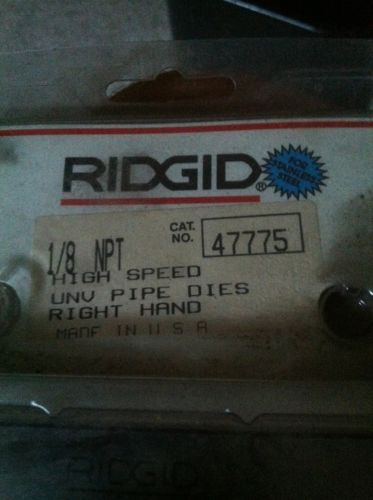 RIDGID®
FOR
STAINLESS
STEEL
CAT.
NO.
47775
1/8 NPT
HIGH SPEED
UNV PIPE DIES
RIGHT HAND
MADE IN U S A
RIDGID